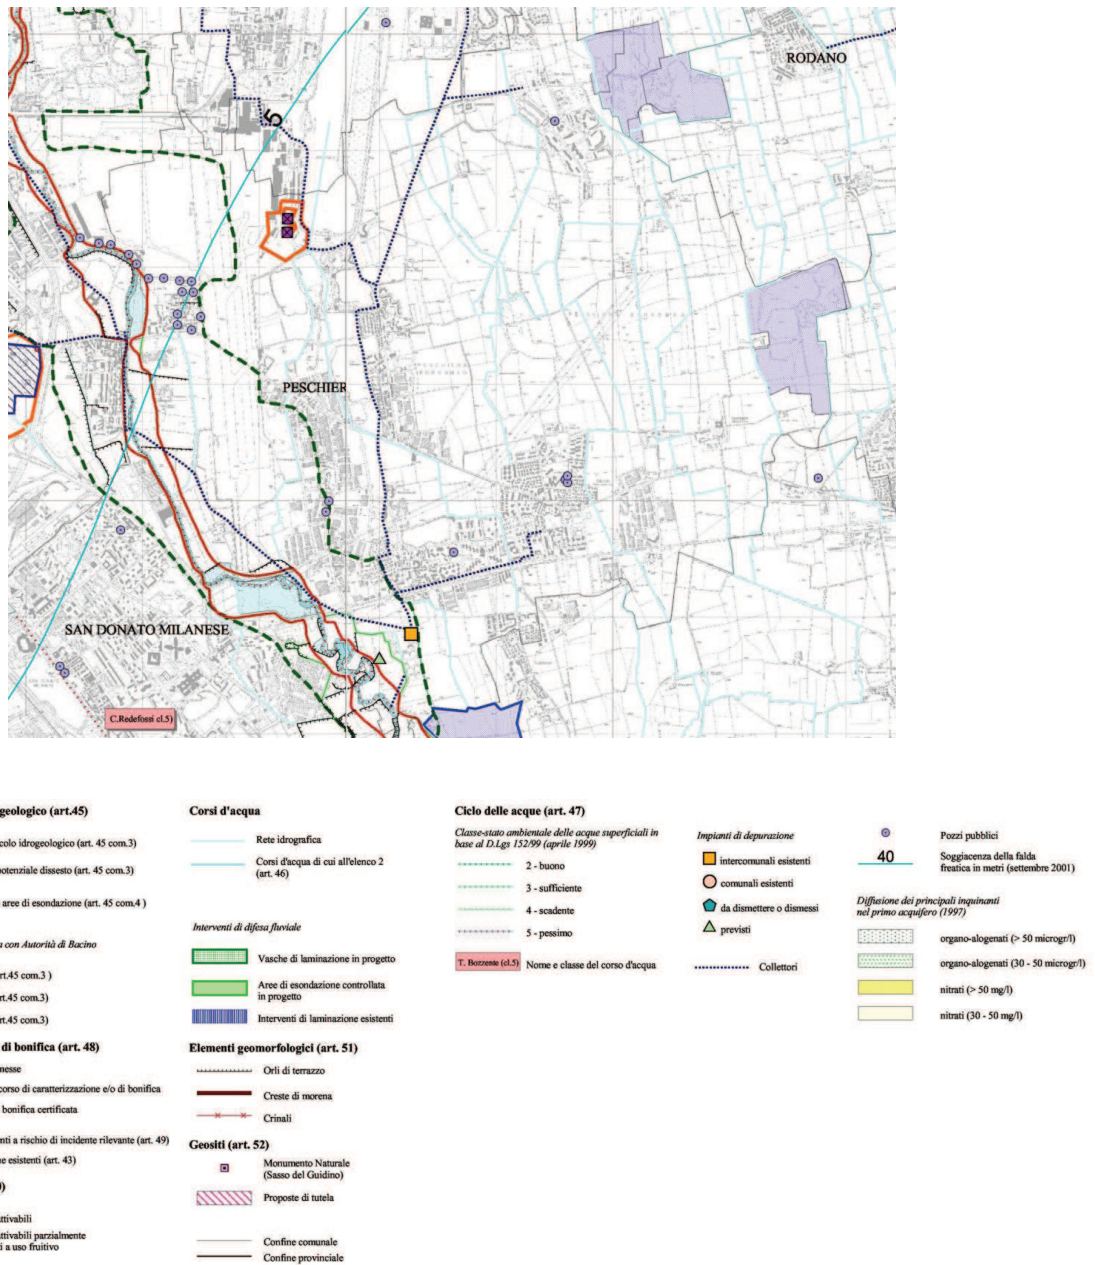 RODANO
5
PESCHIER
SAN DONATO MILANESE
C.Redefossi cl.5)
geologico (art.45)
colo idrogeologico (art. 45 com.3)
otenziale dissesto (art. 45 com.3)
aree di esondazione (art. 45 com.4 )
a con Autorità di Bacino
rt.45 com.3 )
rt.45 com.3)
rt.45 com.3)
di bonifica (art. 48)
nesse
corso di caratterizzazione e/o di bonifica
bonifica certificata
nti a rischio di incidente rilevante (art. 49)
ue esistenti (art. 43)
0)
ttivabili
ttivabili parzialmente
i a uso fruitivo
Corsi d'acqua
Rete idrografica
Corsi d'acqua di cui all'elenco 2
(art. 46)
Interventi di difesa fluviale
Vasche di laminazione in progetto
Aree di esondazione controllata
in progetto
Interventi di laminazione esistenti
Elementi geomorfologici (art. 51)
Orli di terrazzo
Creste di morena
Crinali
Geositi (art. 52)
Monumento Naturale
(Sasso del Guidino)
Proposte di tutela
Confine comunale
Confine provinciale
Ciclo delle acque (art. 47)
Classe-stato ambientale delle acque superficiali in
base al D.Lgs 152/99 (aprile 1999)
2 - buono
3 - sufficiente
4 - scadente
5 - pessimo
T. Bozzente (cl.5) Nome e classe del corso d'acqua
Impianti di depurazione
intercomunali esistenti
comunali esistenti
da dismettere o dismessi
previsti
Collettori
Pozzi pubblici
40 Soggiacenza della falda
freatica in metri (settembre 2001)
Diffusione dei principali inquinanti
nel primo acquifero (1997)
organo-alogenati (> 50 microgr/l)
organo-alogenati (30 - 50 microgr/l)
nitrati (> 50 mg/l)
nitrati (30 - 50 mg/l)